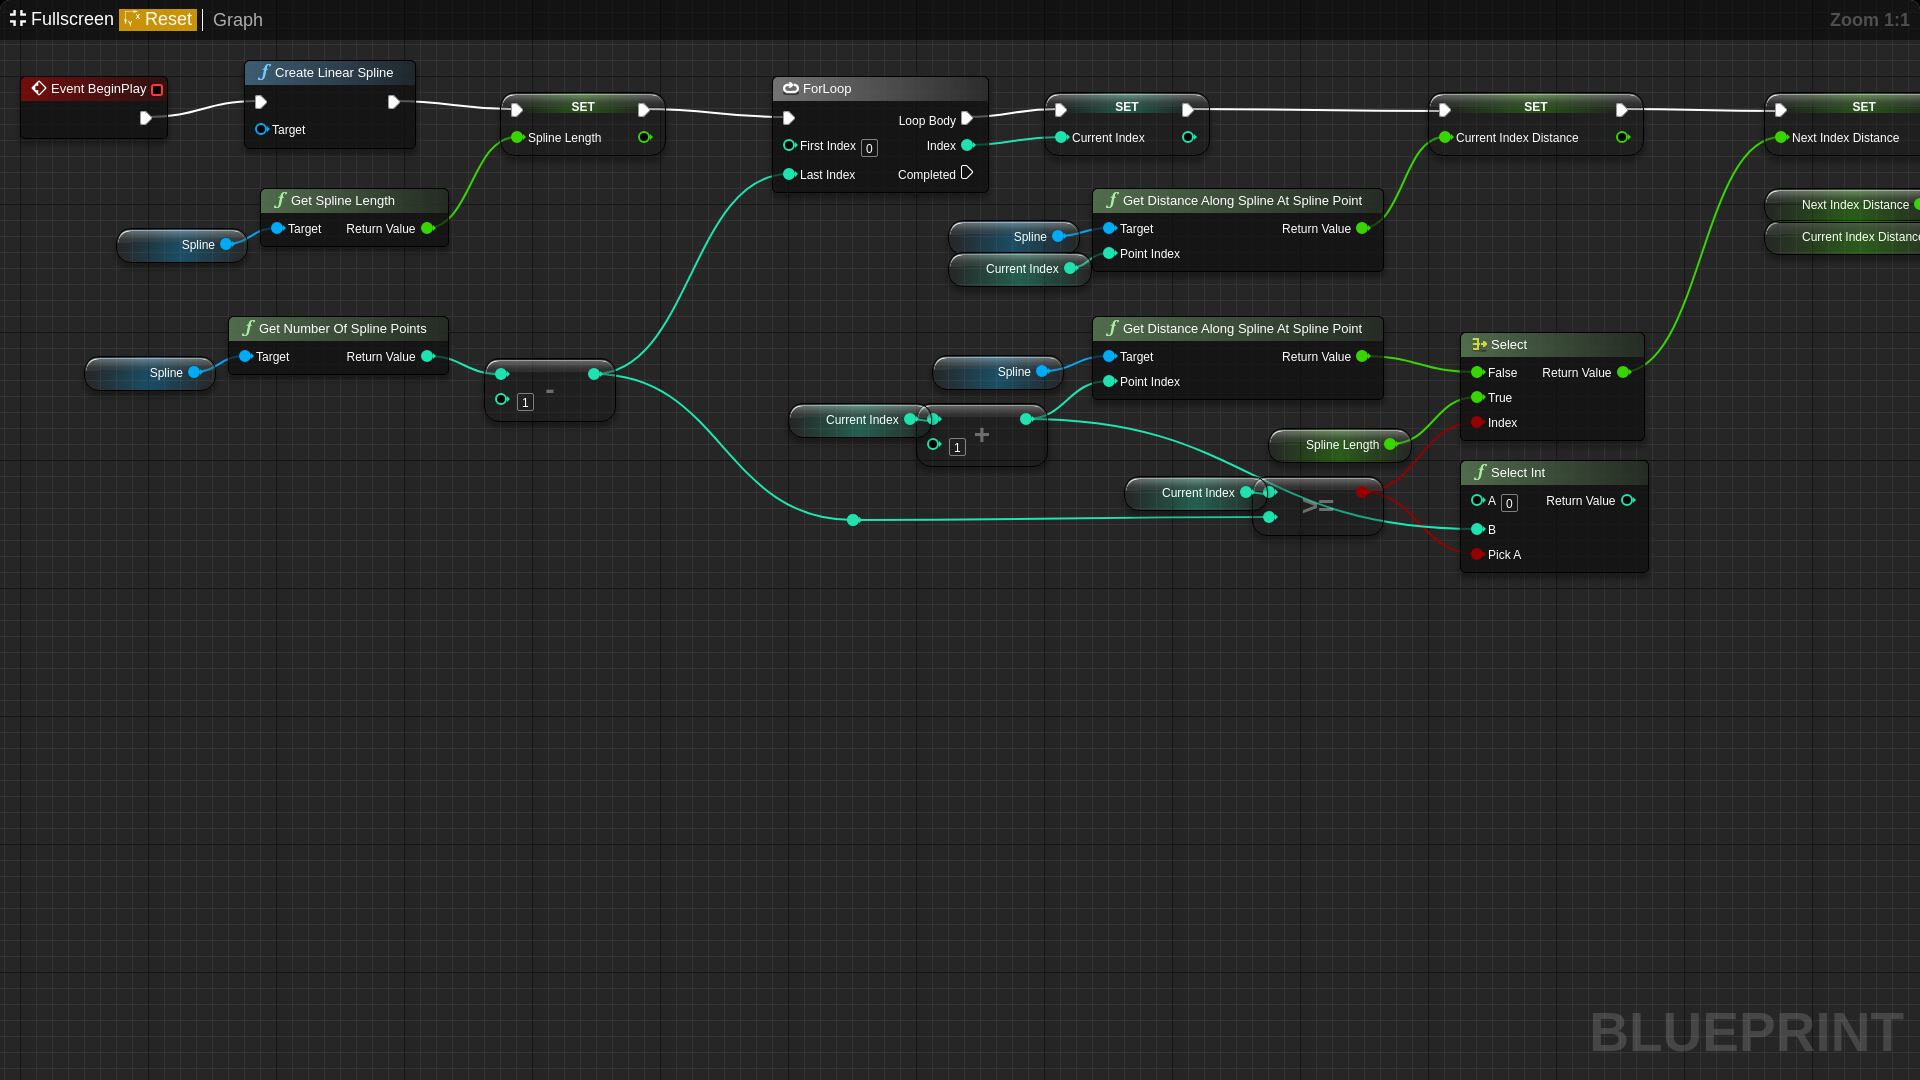 Fullscreen Reset Graph
Zoom 1:1
Event BeginPlay
Create Linear Spline
Target
SET
Spline Length
Get Spline Length
Target Return Value
Spline
Get Number Of Spline Points
Target Return Value
Spline
-
1
ForLoop
Loop Body
First Index 0 Index
Last Index Completed
SET
Current Index
Get Distance Along Spline At Spline Point
Target Return Value
Point Index
Spline
Current Index
Get Distance Along Spline At Spline Point
Target Return Value
Point Index
Spline
Current Index
+
1
Spline Length
Current Index
>=
SET
Current Index Distance
Select
False Return Value
True
Index
Select Int
A 0 Return Value
B
Pick A
SET
Next Index Distance
Next Index Distance
Current Index Distance
BLUEPRINT